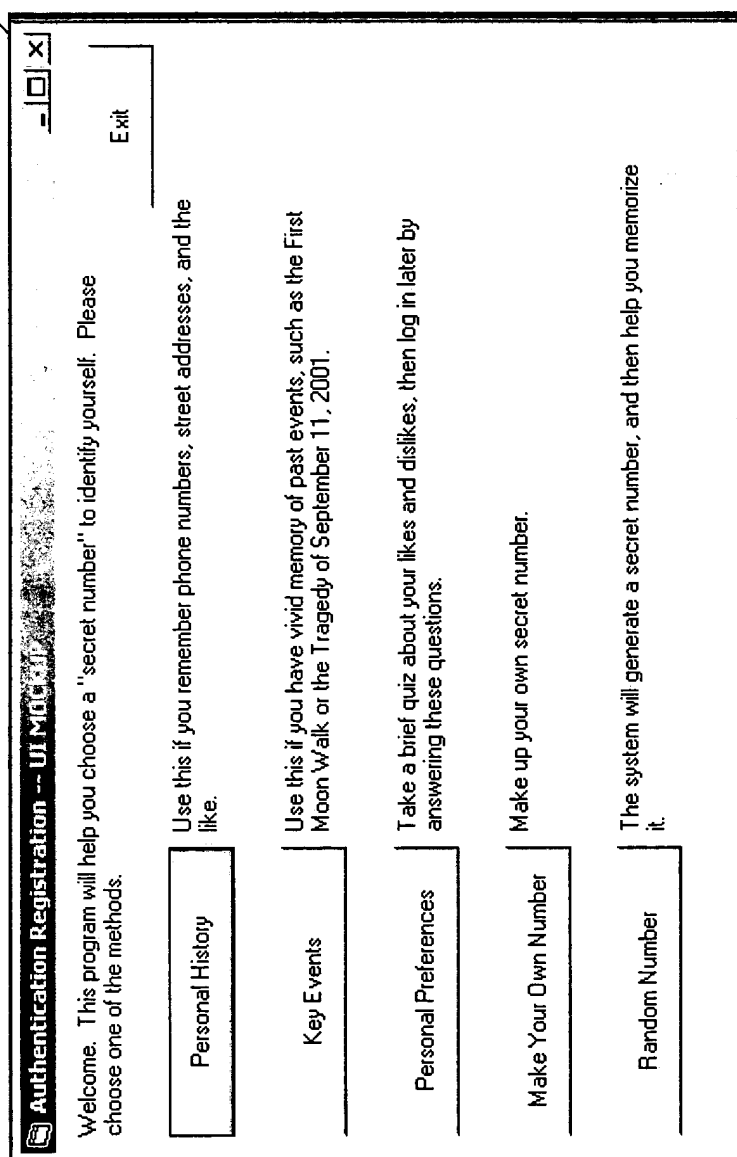 Authentication Registration -- UI Mockup
Welcome. This program will help you choose a "secret number" to identify yourself. Please
choose one of the methods.
Exit
Personal History
Use this if you remember phone numbers, street addresses, and the
like.
Key Events
Use this if you have vivid memory of past events, such as the First
Moon Walk or the Tragedy of September 11, 2001.
Personal Preferences
Take a brief quiz about your likes and dislikes, then log in later by
answering these questions.
Make Your Own Number
Make up your own secret number.
Random Number
The system will generate a secret number, and then help you memorize
it.